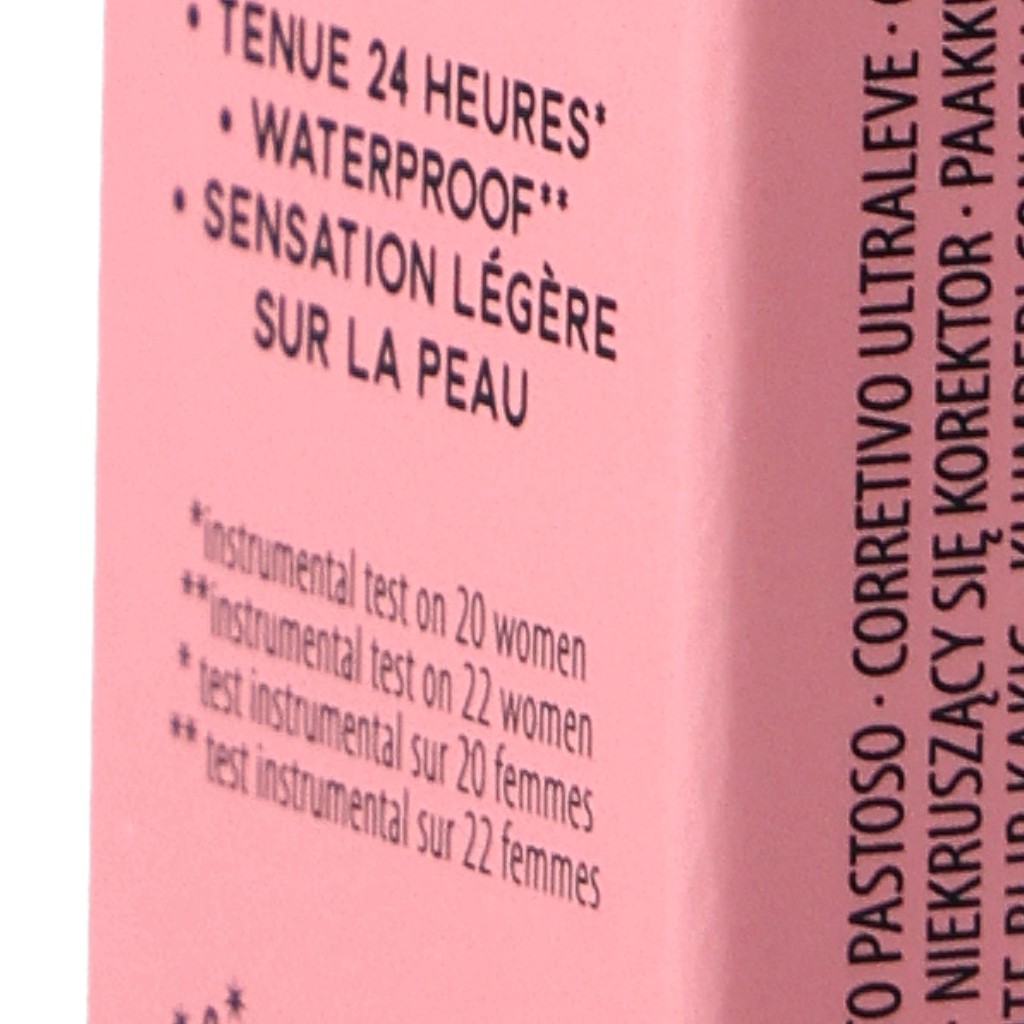 • TENUE 24 HEURES*
• WATERPROOF**
• SENSATION LÉGÈRE
SUR LA PEAU
*instrumental test on 20 women
**instrumental test on 22 women
* test instrumental sur 20 femmes
** test instrumental sur 22 femmes
PASTOSO · CORRETIVO ULTRALEVE ·
NIEKRUSZĄCY SIĘ KOREKTOR ·